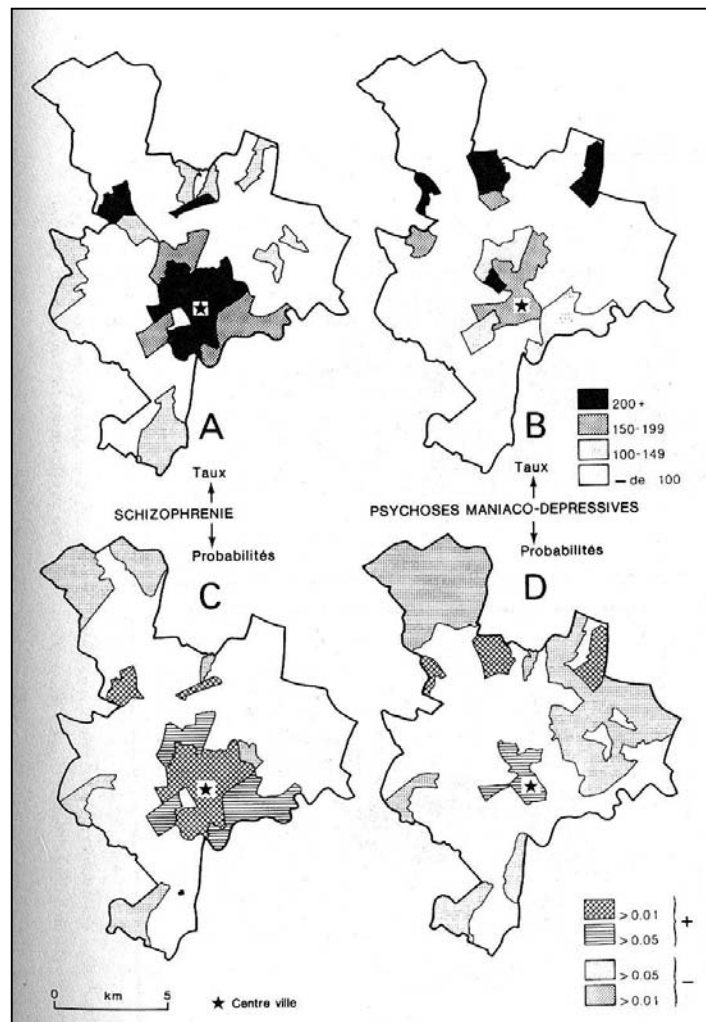 A
B
200 +
150-199
100-149
— de 100
Taux
Taux
SCHIZOPHRENIE
PSYCHOSES MANIACO-DEPRESSIVES
Probabilités
Probabilités
C
D
> 0.01
> 0.05
+
> 0.05
> 0.01
−
0 km 5
★ Centre ville